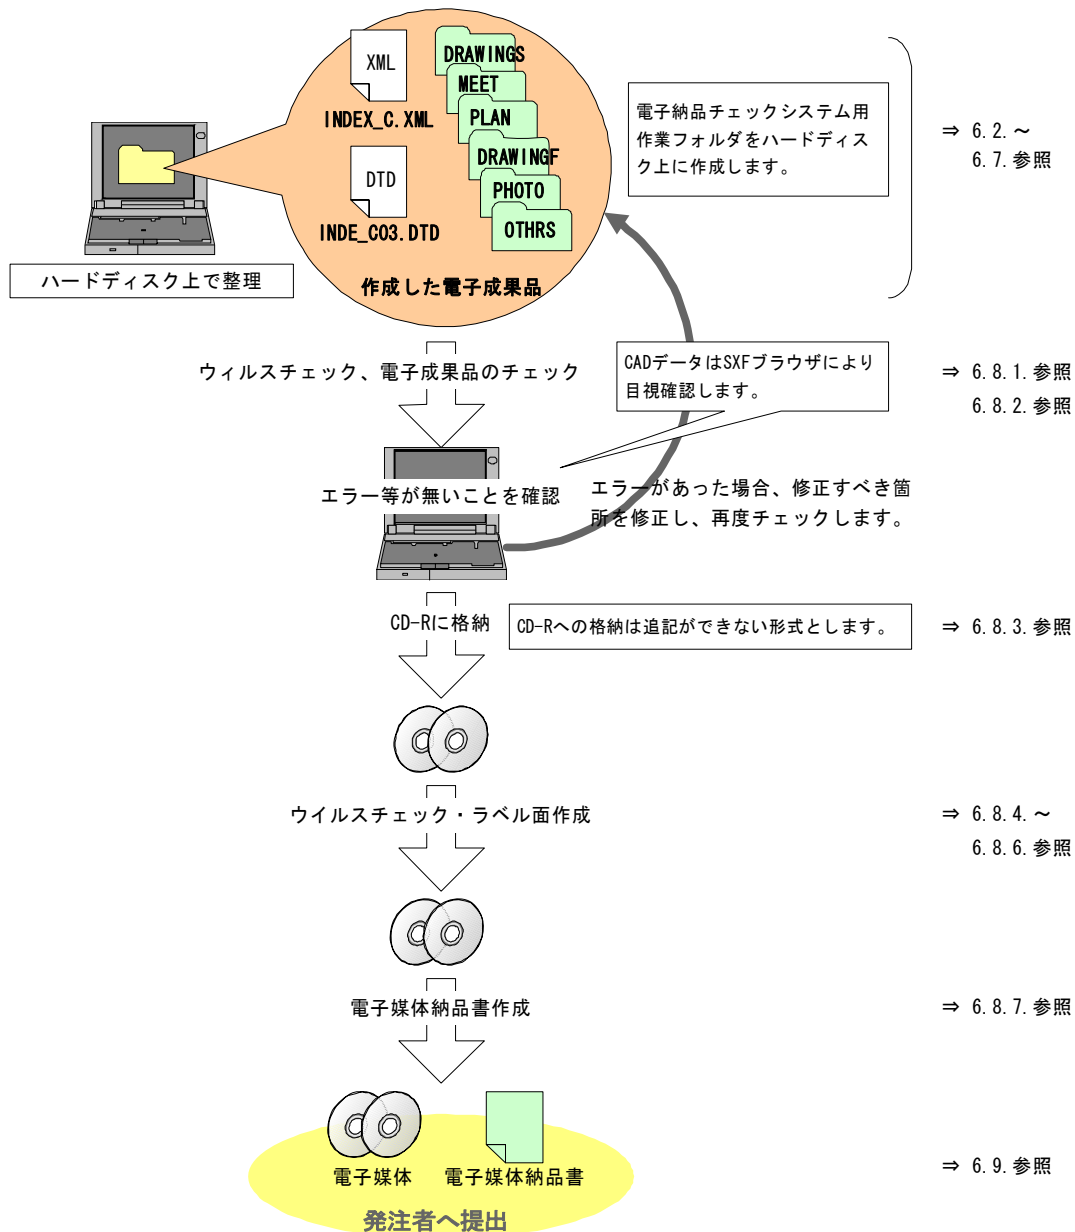 XML
INDEX_C.XML
DTD
INDE_C03.DTD
DRAWINGS
MEET
PLAN
DRAWINGF
PHOTO
OTHRS
作成した電子成果品
ハードディスク上で整理
電子納品チェックシステム用
作業フォルダをハードディス
ク上に作成します。
⇒ 6.2.～
6.7.参照
ウィルスチェック、電子成果品のチェック
CADデータはSXFブラウザにより
目視確認します。
⇒ 6.8.1.参照
6.8.2.参照
エラー等が無いことを確認
エラーがあった場合、修正すべき箇
所を修正し、再度チェックします。
CD-Rに格納
CD-Rへの格納は追記ができない形式とします。
⇒ 6.8.3.参照
ウイルスチェック・ラベル面作成
⇒ 6.8.4.～
6.8.6.参照
電子媒体納品書作成
⇒ 6.8.7.参照
電子媒体
電子媒体納品書
⇒ 6.9.参照
発注者へ提出